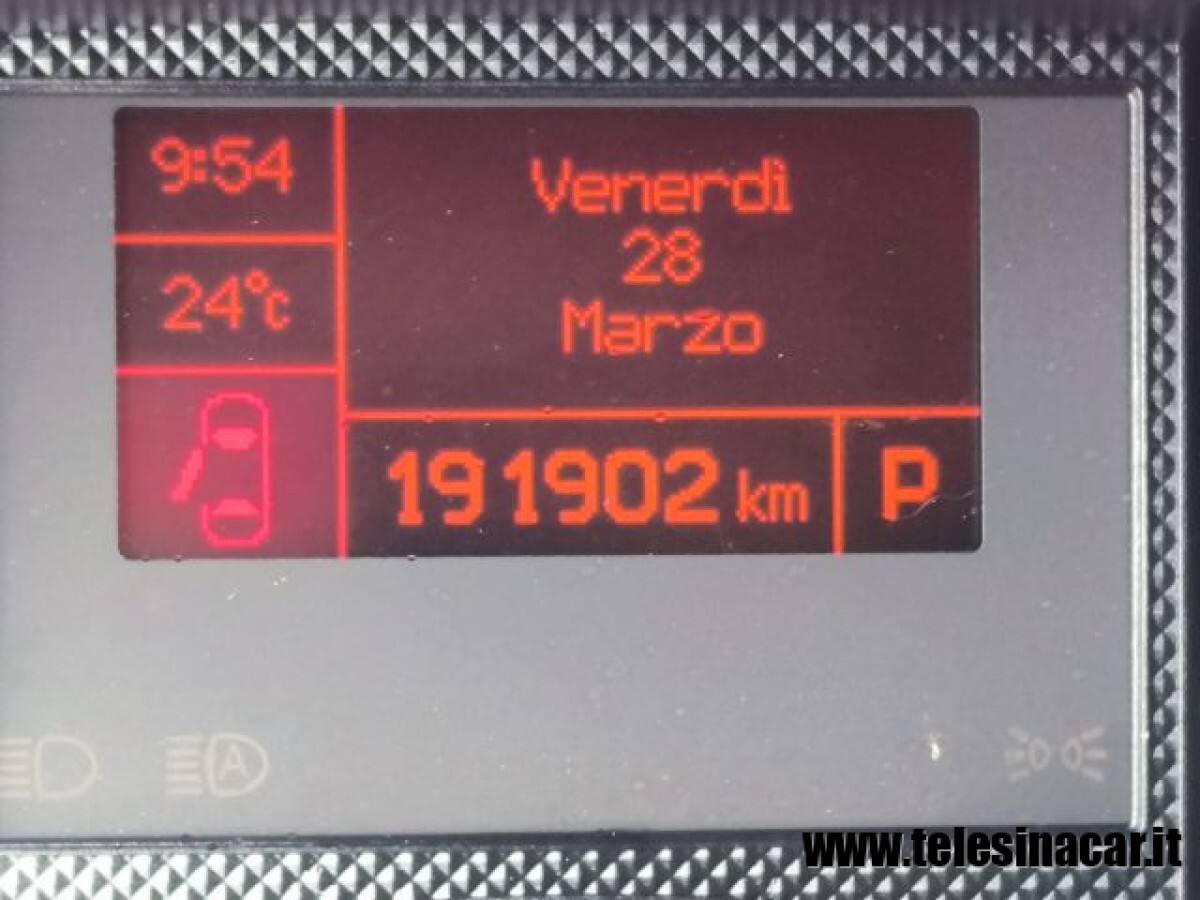 9:54
24°c
Venerdì
28
Marzo
191902 km
P
A
www.telesinacar.it